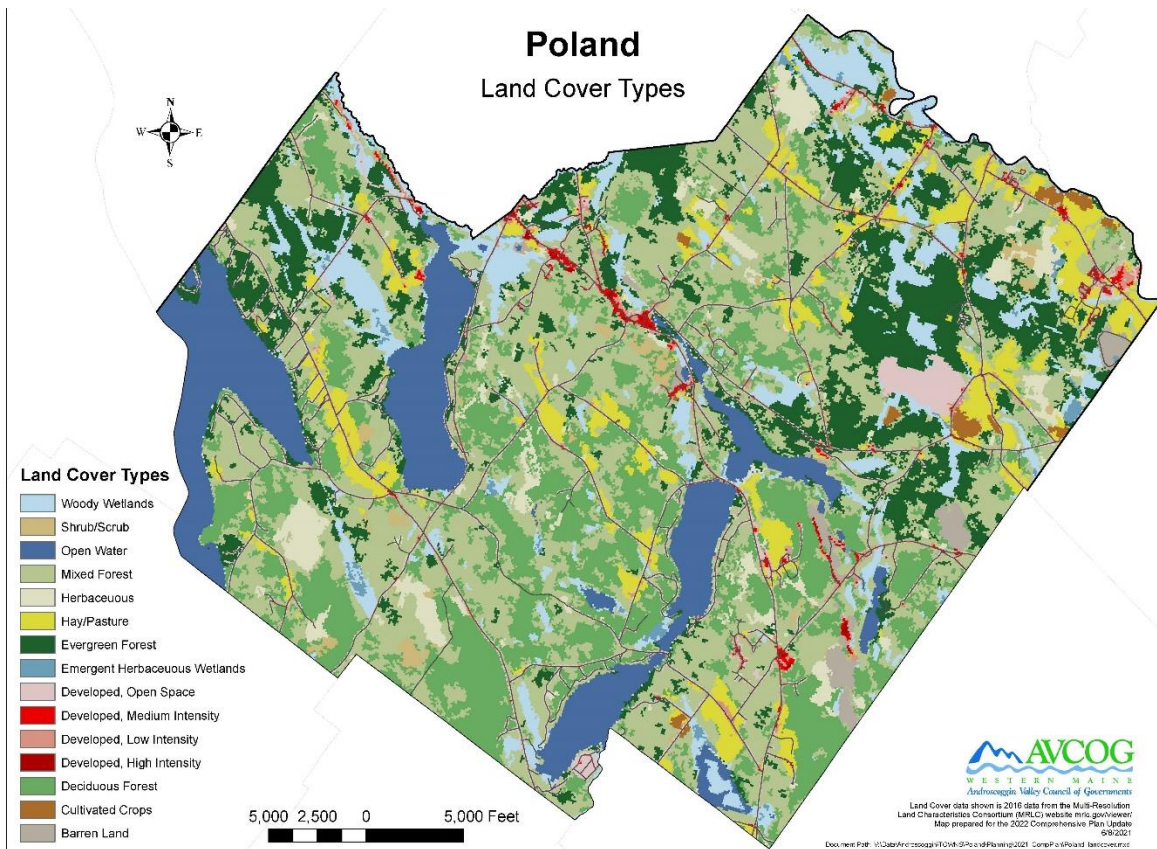 Poland
Land Cover Types
N
W
E
S
Land Cover Types
Woody Wetlands
Shrub/Scrub
Open Water
Mixed Forest
Herbaceuous
Hay/Pasture
Evergreen Forest
Emergent Herbaceuous Wetlands
Developed, Open Space
Developed, Medium Intensity
Developed, Low Intensity
Developed, High Intensity
Deciduous Forest
Cultivated Crops
Barren Land
5,000 2,500 0 5,000 Feet
AVCOG
WESTERN MAINE
Androscoggin Valley Council of Governments
Land Cover data shown is 2016 data from the Multi-Resolution
Land Characteristics Consortium (MRLC) website mrlc.gov/viewer/
Map prepared for the 2022 Comprehensive Plan Update
6/8/2021